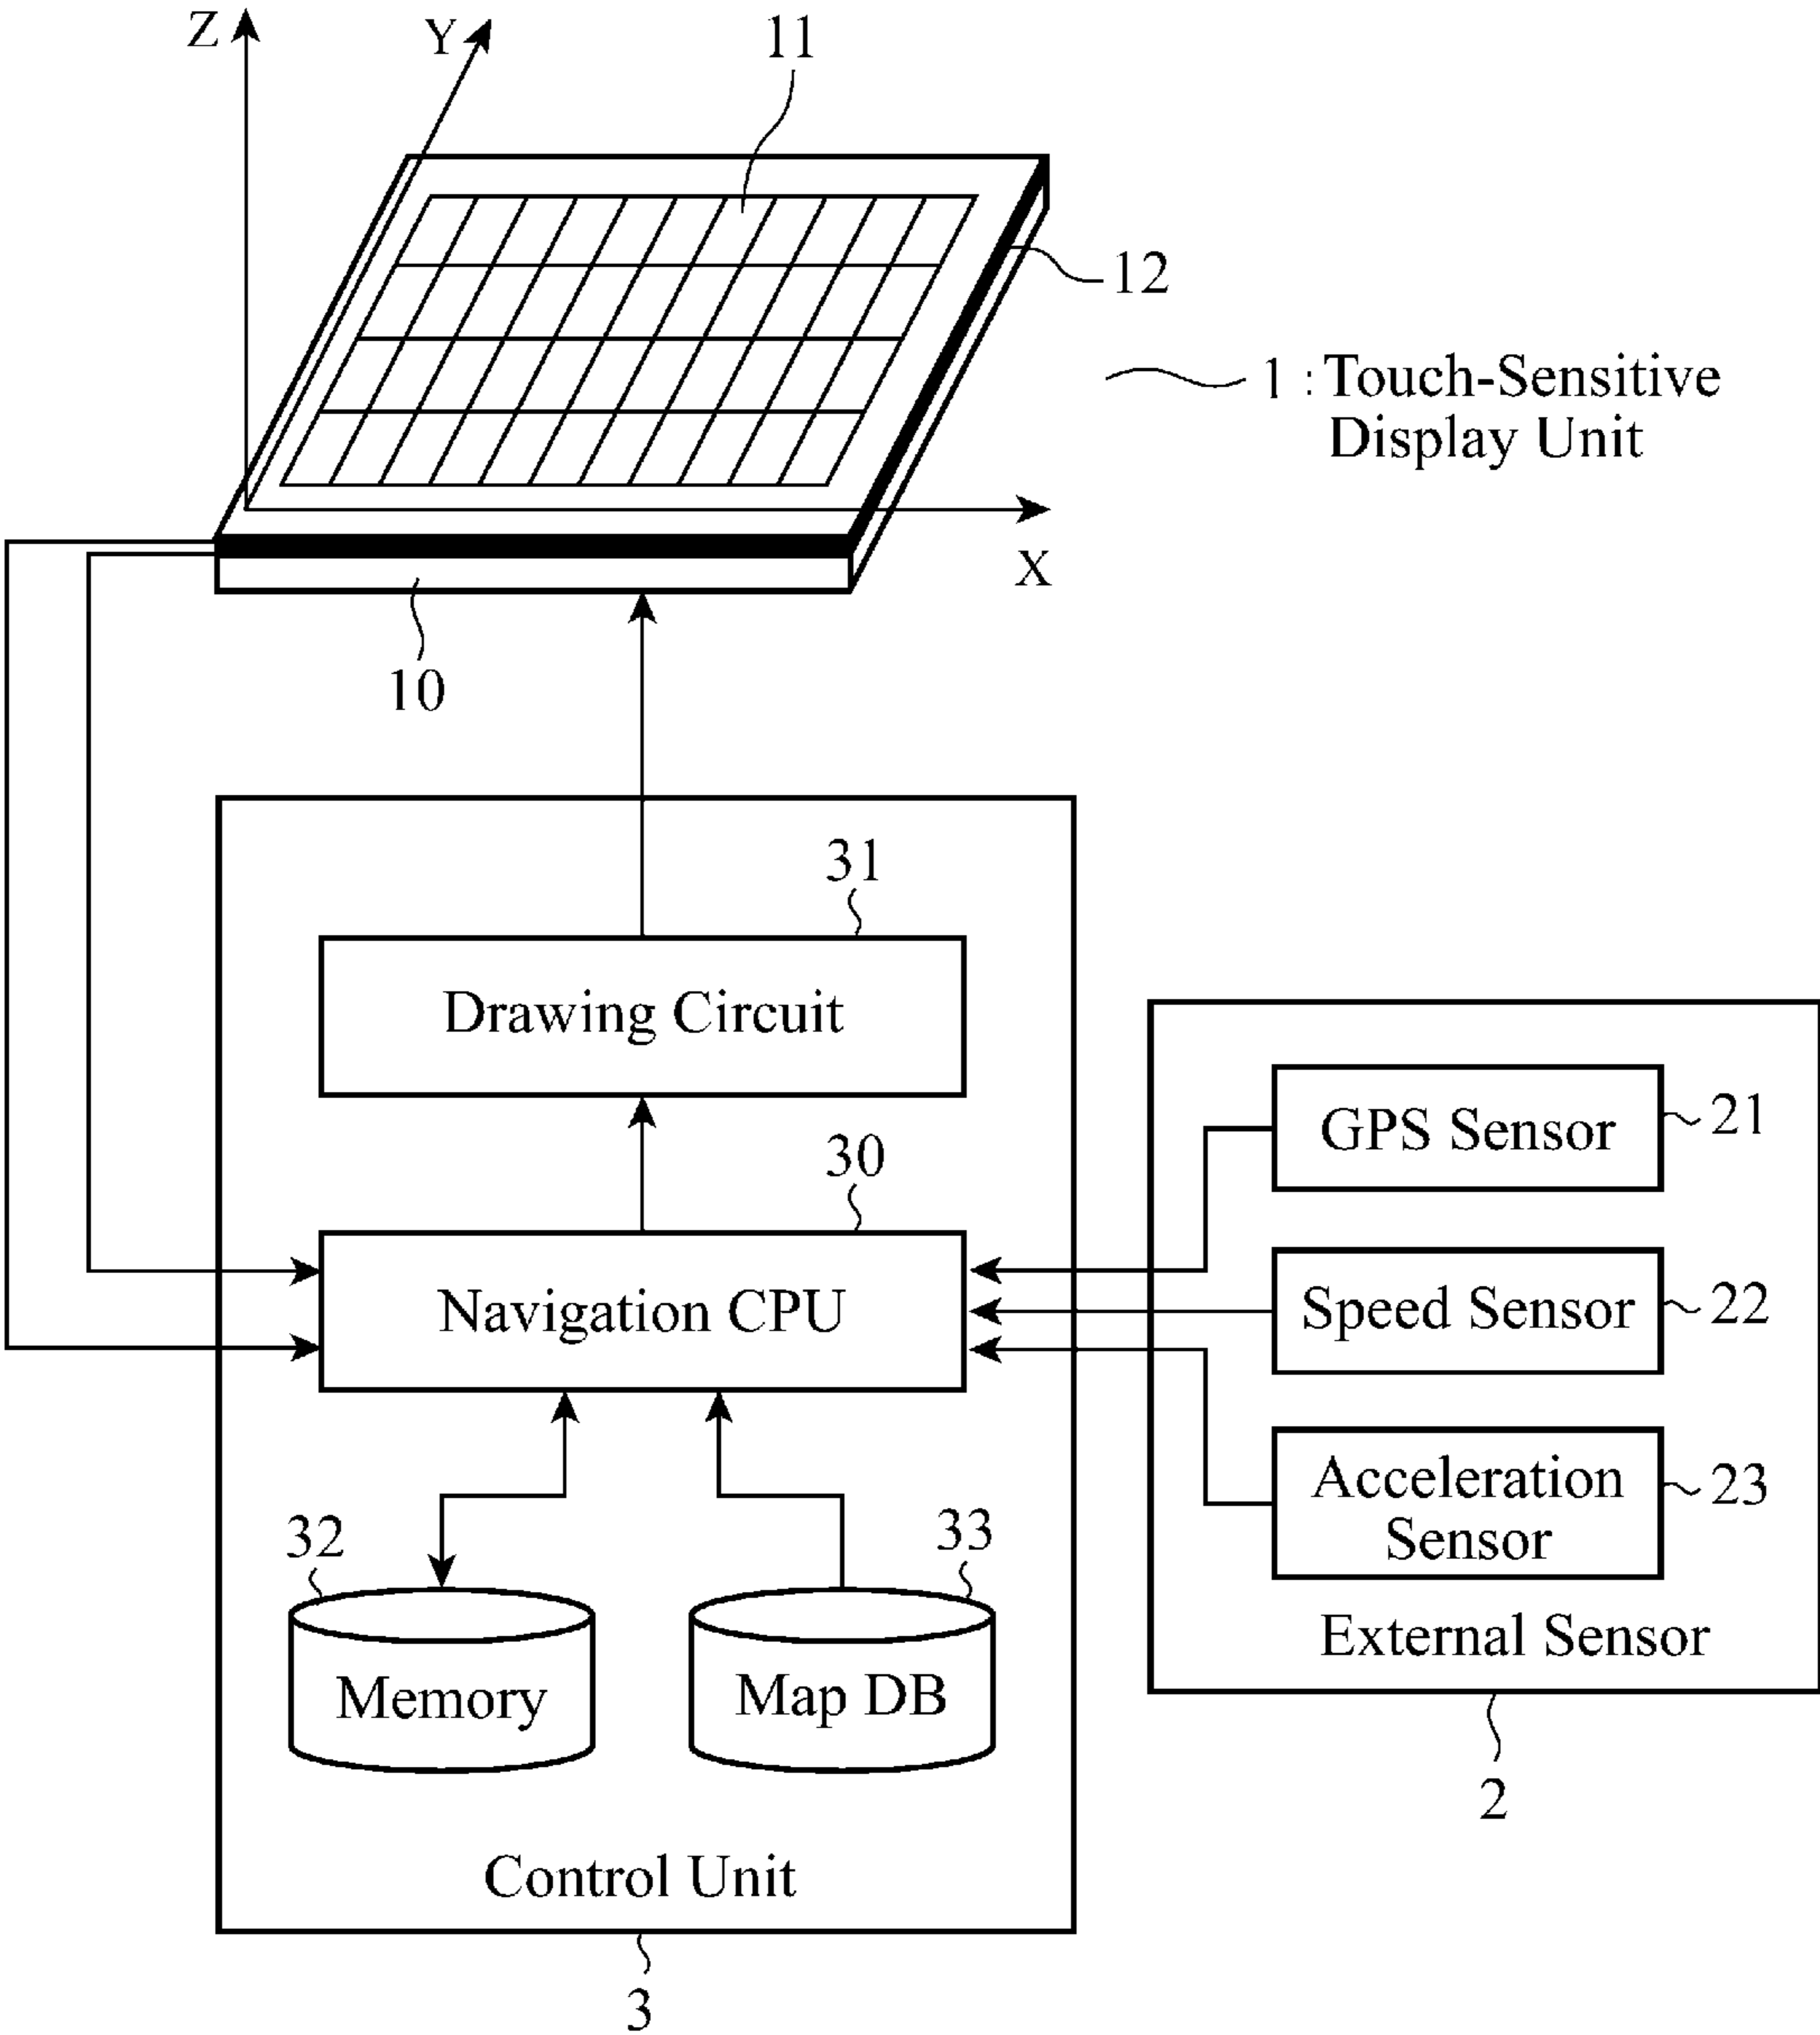 Z
Y
11
12
1 : Touch-Sensitive
Display Unit
X
10
31
Drawing Circuit
30
Navigation CPU
32
Memory
33
Map DB
Control Unit
3
GPS Sensor
21
Speed Sensor
22
Acceleration
Sensor
23
External Sensor
2